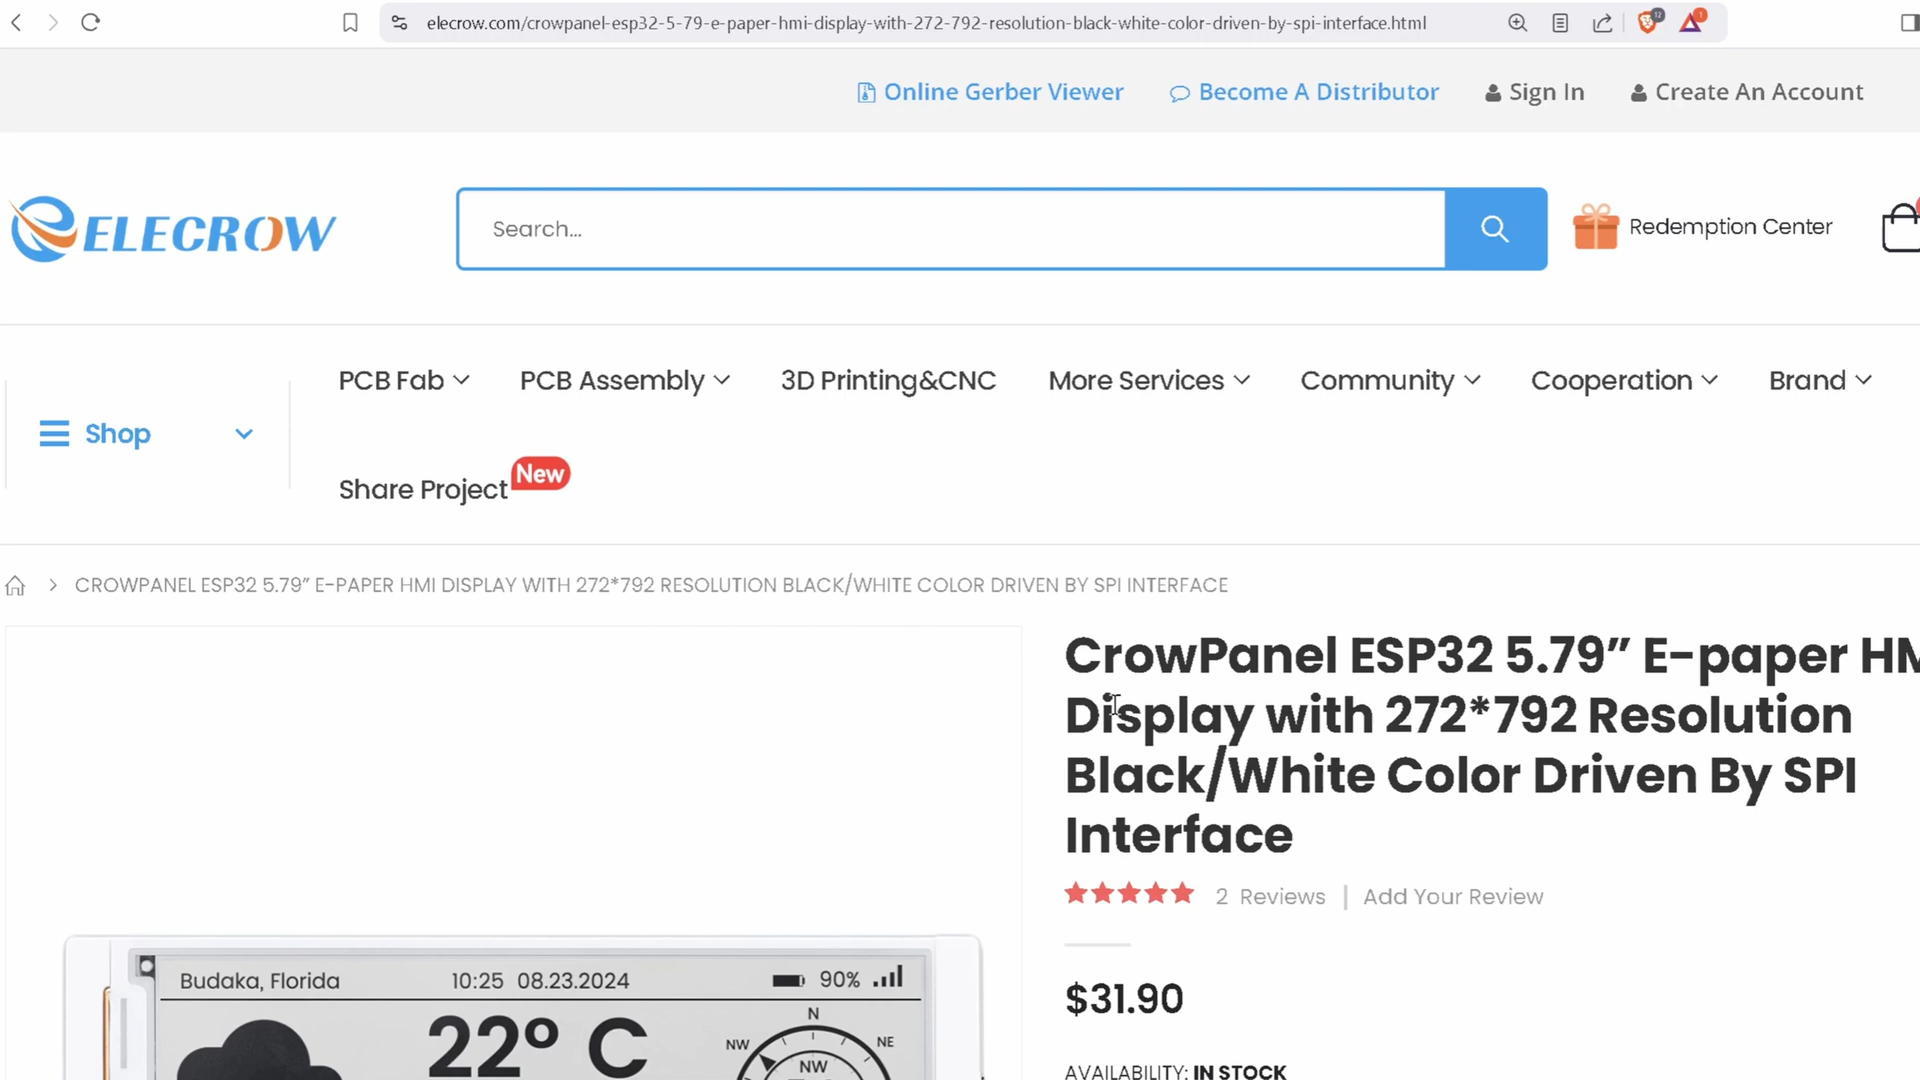 elecrow.com/crowpanel-esp32-5-79-e-paper-hmi-display-with-272-792-resolution-black-white-color-driven-by-spi-interface.html
12
1
Online Gerber Viewer
Become A Distributor
Sign In
Create An Account
ELECROW
Search...
Redemption Center
PCB Fab
PCB Assembly
3D Printing&CNC
More Services
Community
Cooperation
Brand
Shop
Share Project
New
CROWPANEL ESP32 5.79” E-PAPER HMI DISPLAY WITH 272*792 RESOLUTION BLACK/WHITE COLOR DRIVEN BY SPI INTERFACE
CrowPanel ESP32 5.79” E-paper HM
Display with 272*792 Resolution
Black/White Color Driven By SPI
Interface
2 Reviews | Add Your Review
$31.90
AVAILABILITY: IN STOCK
Budaka, Florida 10:25 08.23.2024 90%
22° C
N
NW
NE
NW